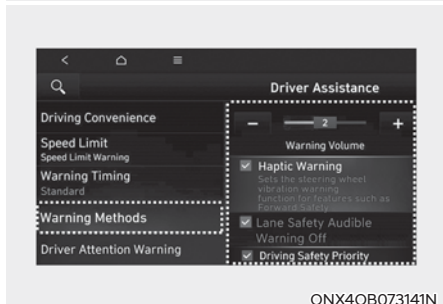 Driver Assistance
Driving Convenience
Speed Limit
Speed Limit Warning
Warning Timing
Standard
Warning Methods
Driver Attention Warning
2
Warning Volume
Haptic Warning
Sets the steering wheel
vibration warning
function for features such as
Forward Safety
Lane Safety Audible
Warning Off
Driving Safety Priority
ONX4OB073141N